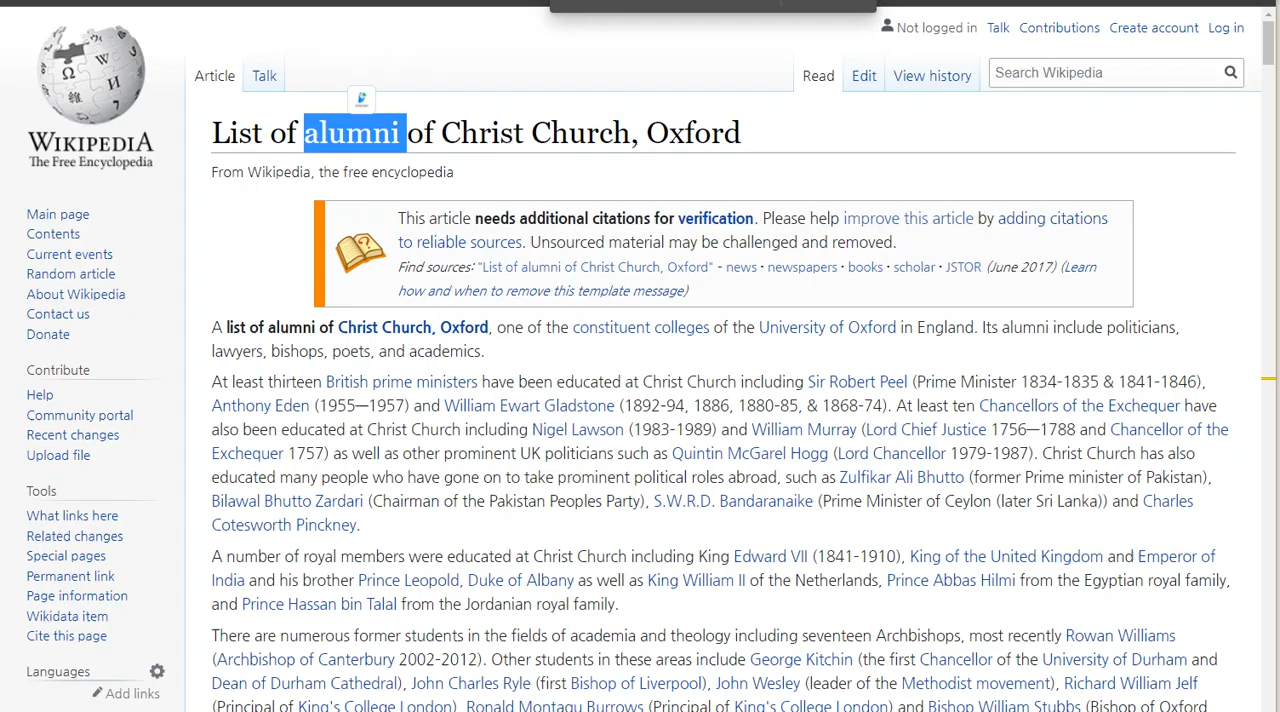 Not logged in Talk Contributions Create account Log in
Article Talk Read Edit View history Search Wikipedia
WIKIPEDIA
The Free Encyclopedia
Main page
Contents
Current events
Random article
About Wikipedia
Contact us
Donate
Contribute
Help
Community portal
Recent changes
Upload file
Tools
What links here
Related changes
Special pages
Permanent link
Page information
Wikidata item
Cite this page
Languages
Add links
List of alumni of Christ Church, Oxford
From Wikipedia, the free encyclopedia
This article needs additional citations for verification. Please help improve this article by adding citations
to reliable sources. Unsourced material may be challenged and removed.
Find sources: "List of alumni of Christ Church, Oxford" - news · newspapers · books · scholar · JSTOR (June 2017) (Learn
how and when to remove this template message)
A list of alumni of Christ Church, Oxford, one of the constituent colleges of the University of Oxford in England. Its alumni include politicians,
lawyers, bishops, poets, and academics.
At least thirteen British prime ministers have been educated at Christ Church including Sir Robert Peel (Prime Minister 1834-1835 & 1841-1846),
Anthony Eden (1955—1957) and William Ewart Gladstone (1892-94, 1886, 1880-85, & 1868-74). At least ten Chancellors of the Exchequer have
also been educated at Christ Church including Nigel Lawson (1983-1989) and William Murray (Lord Chief Justice 1756—1788 and Chancellor of the
Exchequer 1757) as well as other prominent UK politicians such as Quintin McGarel Hogg (Lord Chancellor 1979-1987). Christ Church has also
educated many people who have gone on to take prominent political roles abroad, such as Zulfikar Ali Bhutto (former Prime minister of Pakistan),
Bilawal Bhutto Zardari (Chairman of the Pakistan Peoples Party), S.W.R.D. Bandaranaike (Prime Minister of Ceylon (later Sri Lanka)) and Charles
Cotesworth Pinckney.
A number of royal members were educated at Christ Church including King Edward VII (1841-1910), King of the United Kingdom and Emperor of
India and his brother Prince Leopold, Duke of Albany as well as King William II of the Netherlands, Prince Abbas Hilmi from the Egyptian royal family,
and Prince Hassan bin Talal from the Jordanian royal family.
There are numerous former students in the fields of academia and theology including seventeen Archbishops, most recently Rowan Williams
(Archbishop of Canterbury 2002-2012). Other students in these areas include George Kitchin (the first Chancellor of the University of Durham and
Dean of Durham Cathedral), John Charles Ryle (first Bishop of Liverpool), John Wesley (leader of the Methodist movement), Richard William Jelf
(Principal of King's College London), Ronald Montagu Burrows (Principal of King's College London) and Bishop William Stubbs (Bishop of Oxford